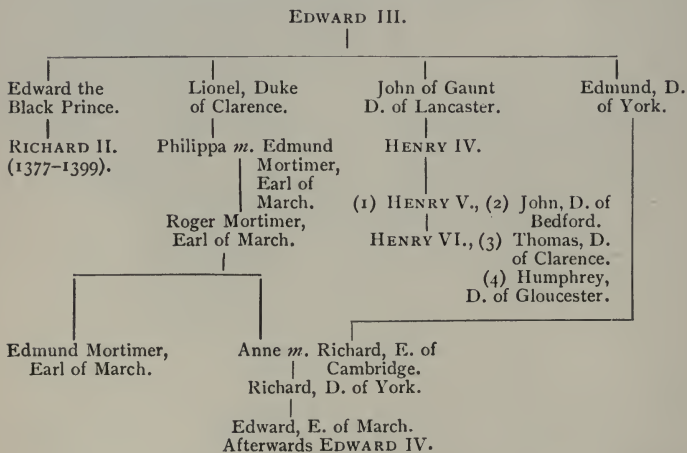 EDWARD III.
Edward the Black Prince.
Lionel, Duke of Clarence.
John of Gaunt D. of Lancaster.
Edmund, D. of York.
RICHARD II. (1377–1399).
Philippa m. Edmund Mortimer, Earl of March.
HENRY IV.
(1) HENRY V., (2) John, D. of Bedford.
Roger Mortimer, Earl of March.
HENRY VI., (3) Thomas, D. of Clarence.
(4) Humphrey, D. of Gloucester.
Edmund Mortimer, Earl of March.
Anne m. Richard, E. of Cambridge.
Richard, D. of York.
Edward, E. of March.
Afterwards EDWARD IV.